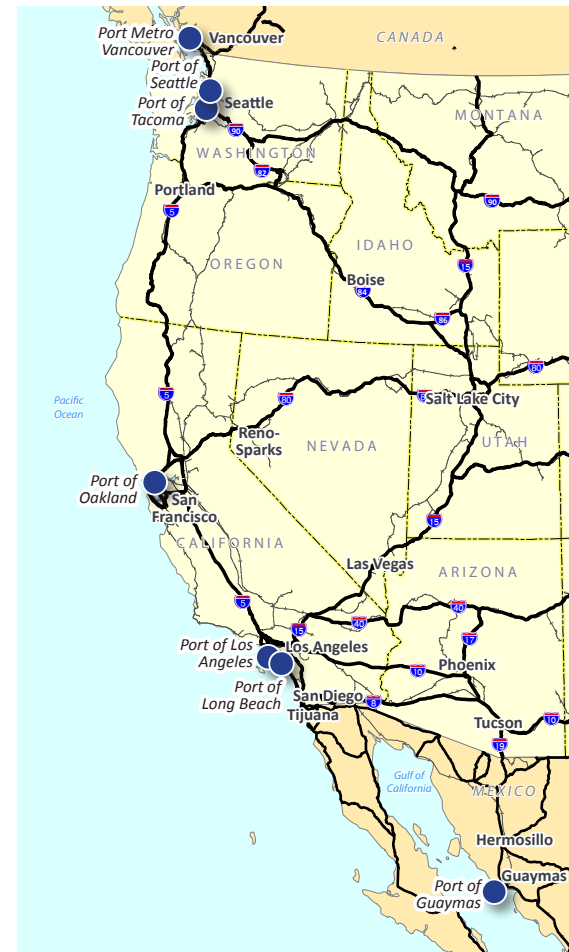 Port Metro
Vancouver
Vancouver
CANADA
Port of
Seattle
Port of
Tacoma
Seattle
MONTANA
90
WASHINGTON
82
90
Portland
5
IDAHO
OREGON
15
Boise
84
86
80
5
80
Salt Lake City
Pacific
Ocean
Reno-
Sparks
NEVADA
UTAH
Port of
Oakland
San
Francisco
15
CALIFORNIA
Las Vegas
ARIZONA
5
40
15
40
17
Port of Los
Angeles
Los Angeles
10
Phoenix
Port of
Long Beach
San Diego
8
Tijuana
Tucson
10
19
Gulf of
California
MEXICO
Hermosillo
Guaymas
Port of
Guaymas